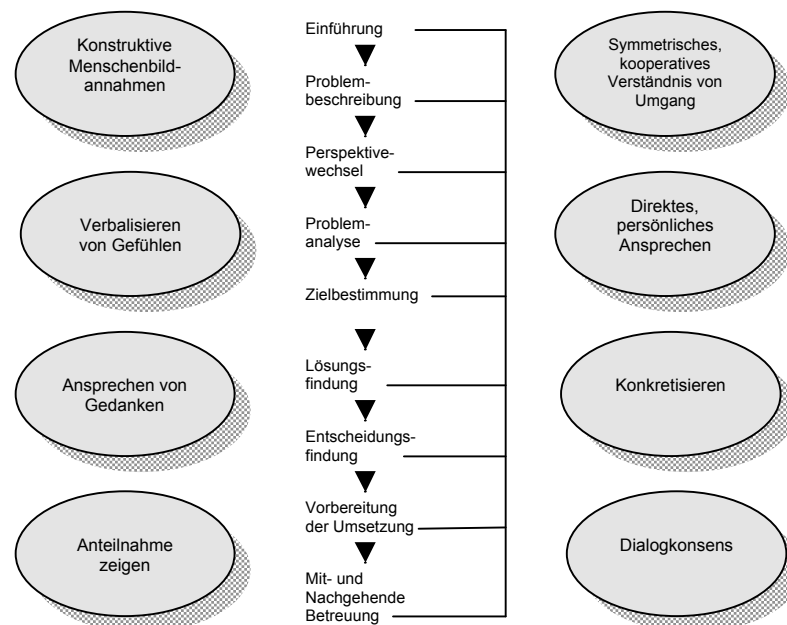 Konstruktive
Menschenbild-
annahmen
Verbalisieren
von Gefühlen
Ansprechen von
Gedanken
Anteilnahme
zeigen
Einführung
Problem-
beschreibung
Perspektive-
wechsel
Problem-
analyse
Zielbestimmung
Lösungs-
findung
Entscheidungs-
findung
Vorbereitung
der Umsetzung
Mit- und
Nachgehende
Betreuung
Symmetrisches,
kooperatives
Verständnis von
Umgang
Direktes,
persönliches
Ansprechen
Konkretisieren
Dialogkonsens